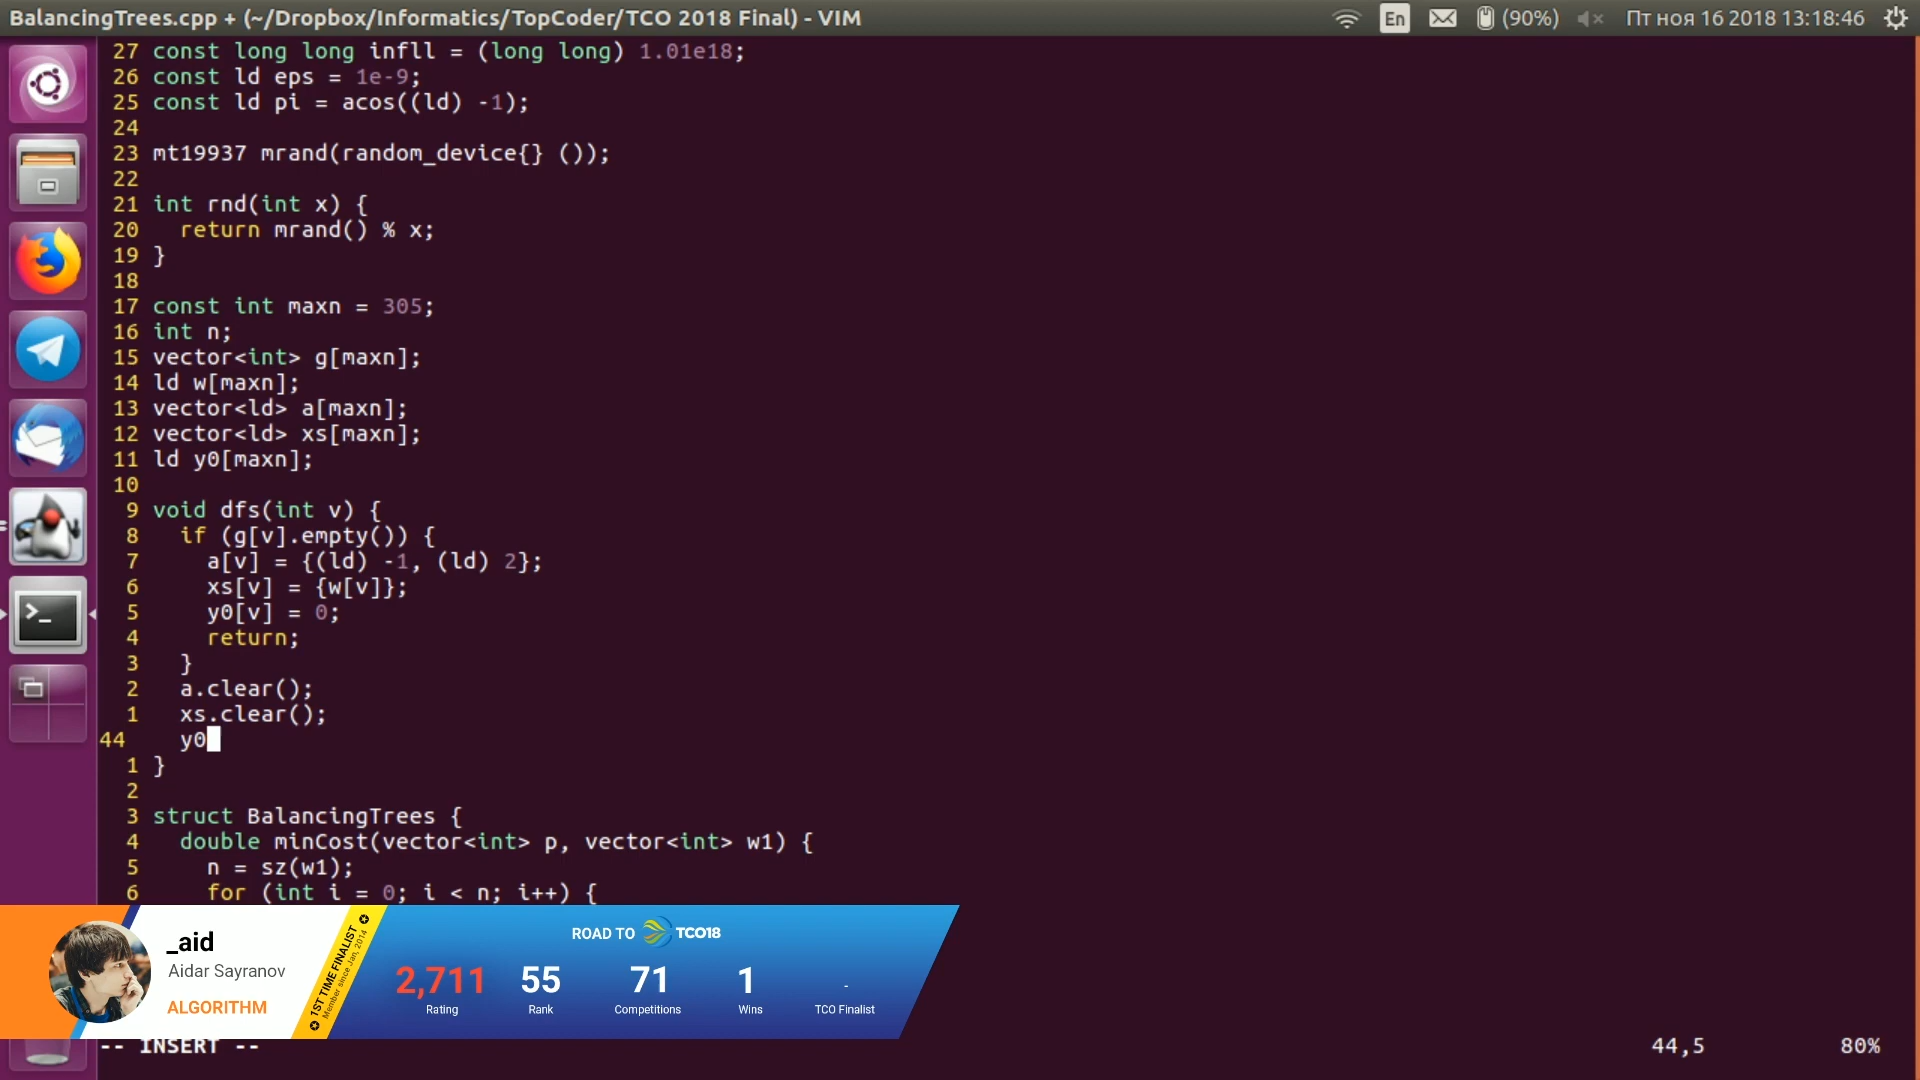 BalancingTrees.cpp + (~/Dropbox/Informatics/TopCoder/TCO 2018 Final) - VIM
En (90%) Пт ноя 16 2018 13:18:46
27 const long long infll = (long long) 1.01e18;
26 const ld eps = 1e-9;
25 const ld pi = acos((ld) -1);
24
23 mt19937 mrand(random_device{} ());
22
21 int rnd(int x) {
20   return mrand() % x;
19 }
18
17 const int maxn = 305;
16 int n;
15 vector<int> g[maxn];
14 ld w[maxn];
13 vector<ld> a[maxn];
12 vector<ld> xs[maxn];
11 ld y0[maxn];
10
9 void dfs(int v) {
8   if (g[v].empty()) {
7     a[v] = {(ld) -1, (ld) 2};
6     xs[v] = {w[v]};
5     y0[v] = 0;
4     return;
3   }
2   a.clear();
1   xs.clear();
44   y0
1 }
2
3 struct BalancingTrees {
4   double minCost(vector<int> p, vector<int> w1) {
5     n = sz(w1);
6     for (int i = 0; i < n; i++) {
_aid
Aidar Sayranov
ALGORITHM
1ST TIME FINALIST
Member since Jan, 2014
ROAD TO TCO18
2,711 55 71 1 -
Rating Rank Competitions Wins TCO Finalist
-- INSERT -- 44,5 80%